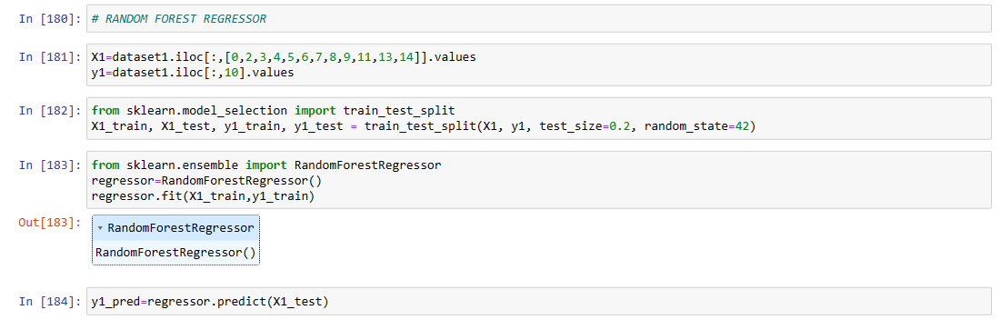 In [180]: # RANDOM FOREST REGRESSOR
In [181]: X1=dataset1.iloc[:,[0,2,3,4,5,6,7,8,9,11,13,14]].values
y1=dataset1.iloc[:,10].values
In [182]: from sklearn.model_selection import train_test_split
X1_train, X1_test, y1_train, y1_test = train_test_split(X1, y1, test_size=0.2, random_state=42)
In [183]: from sklearn.ensemble import RandomForestRegressor
regressor=RandomForestRegressor()
regressor.fit(X1_train,y1_train)
Out[183]: ▾ RandomForestRegressor
RandomForestRegressor()
In [184]: y1_pred=regressor.predict(X1_test)